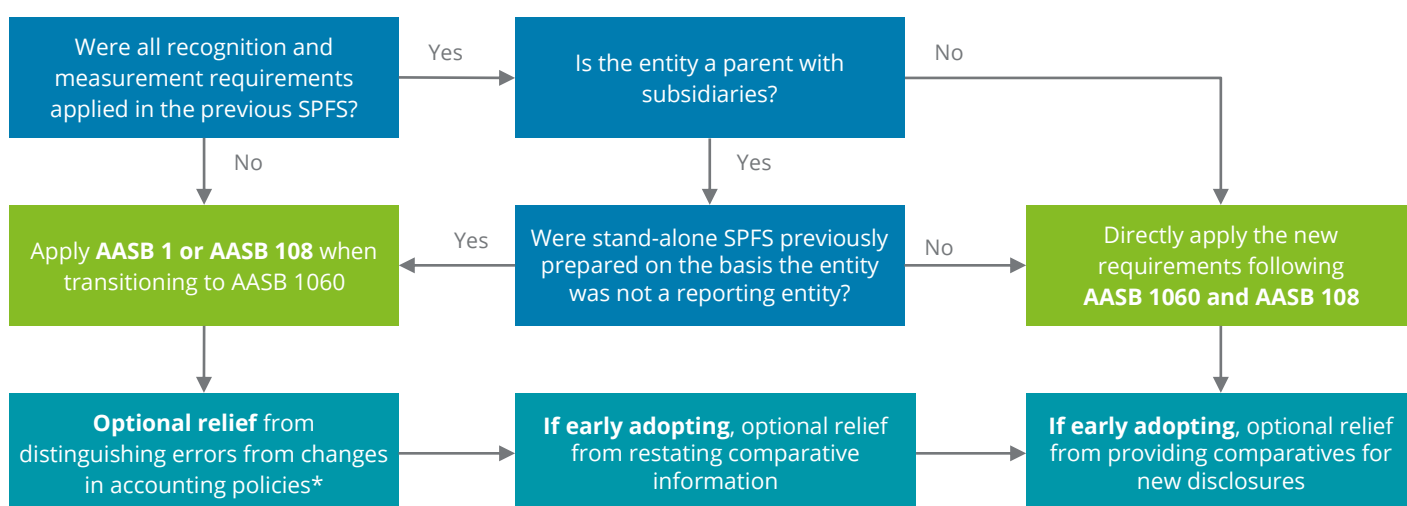 Were all recognition and
measurement requirements
applied in the previous SPFS?
Yes
Is the entity a parent with
subsidiaries?
No
No
Yes
Apply AASB 1 or AASB 108 when
transitioning to AASB 1060
Yes
Were stand-alone SPFS previously
prepared on the basis the entity
was not a reporting entity?
No
Directly apply the new
requirements following
AASB 1060 and AASB 108
Optional relief from
distinguishing errors from changes
in accounting policies*
If early adopting, optional relief
from restating comparative
information
If early adopting, optional relief
from providing comparatives for
new disclosures